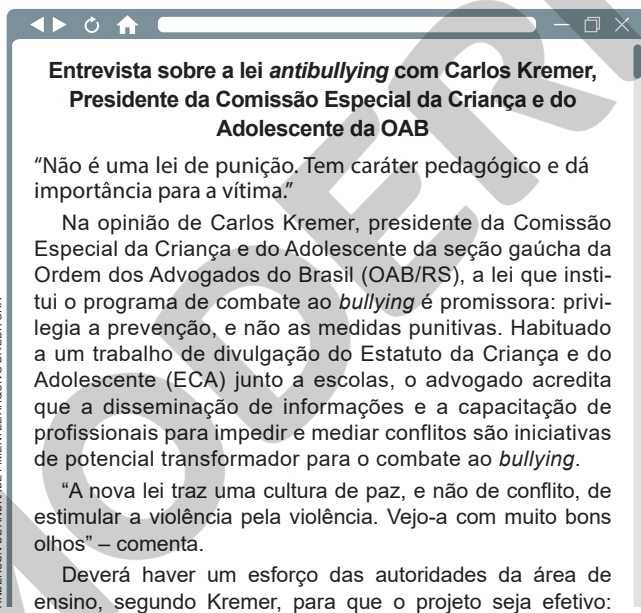 Entrevista sobre a lei antibullying com Carlos Kremer,
Presidente da Comissão Especial da Criança e do
Adolescente da OAB
“Não é uma lei de punição. Tem caráter pedagógico e dá
importância para a vítima.”
Na opinião de Carlos Kremer, presidente da Comissão
Especial da Criança e do Adolescente da seção gaúcha da
Ordem dos Advogados do Brasil (OAB/RS), a lei que insti-
tui o programa de combate ao bullying é promissora: privi-
legia a prevenção, e não as medidas punitivas. Habituado
a um trabalho de divulgação do Estatuto da Criança e do
Adolescente (ECA) junto a escolas, o advogado acredita
que a disseminação de informações e a capacitação de
profissionais para impedir e mediar conflitos são iniciativas
de potencial transformador para o combate ao bullying.
“A nova lei traz uma cultura de paz, e não de conflito, de
estimular a violência pela violência. Vejo-a com muito bons
olhos” – comenta.
Deverá haver um esforço das autoridades da área de
ensino, segundo Kremer, para que o projeto seja efetivo: